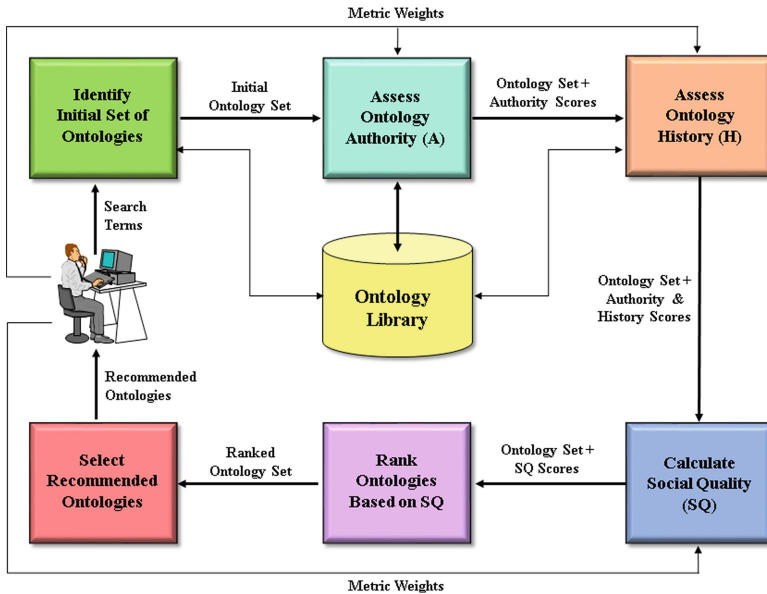 Metric Weights
Identify
Initial Set of
Ontologies
Initial
Ontology Set
Assess
Ontology
Authority (A)
Ontology Set +
Authority Scores
Assess
Ontology
History (H)
Search
Terms
Ontology
Library
Ontology Set +
Authority &
History Scores
Recommended
Ontologies
Select
Recommended
Ontologies
Ranked
Ontology Set
Rank
Ontologies
Based on SQ
Ontology Set +
SQ Scores
Calculate
Social Quality
(SQ)
Metric Weights